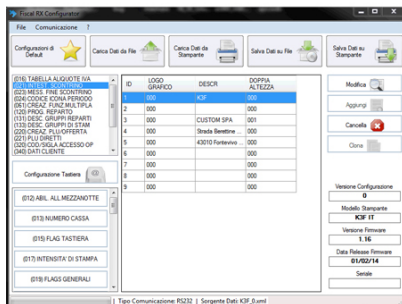 Fiscal RX Configurator
File Comunicazione ?
Configurazioni di Default
Carica Dati da File
Carica Dati da Stampante
Salva Dati su File
Salva Dati su Stampante
(016) TABELLA ALIQUOTE IVA
(021) INTEST. SCONTRINO
(023) MESS. FINE SCONTRINO
(024) CODICE ICONA PERIODO
(061) CREAZ. FUNZ.MULTIPLA
(120) PROG. REPARTO
(131) DESC. GRUPPI REPARTI
(133) DESC. GRUPPI DI STAM
(220) CREAZ. PLU/OFFERTA
(221) PLU DIRETTI
(320) COD/SIGLA ACCESSO OP
(340) DATI CLIENTE
Configurazione Tastiera
(012) ABIL. ALL.MEZZANOTTE
(013) NUMERO CASSA
(015) FLAG TASTIERA
(017) INTENSITA' DI STAMPA
(019) FLAGS GENERALI
ID LOGO GRAFICO DESCR DOPPIA ALTEZZA
1 000 K3F 000
2 000 000
3 000 CUSTOM SPA 001
4 000 Strada Berettine ... 000
5 000 43010 Fontevivo ... 000
6 000 000
7 000 000
8 000 000
9 000 000
Modifica
Aggiungi
Cancella
Clona
Versione Configurazione
0
Modello Stampante
K3F IT
Versione Firmware
1.16
Data Release Firmware
01/02/14
Seriale
Tipo Comunicazione: RS232 | Sorgente Dati: K3F_0.xml